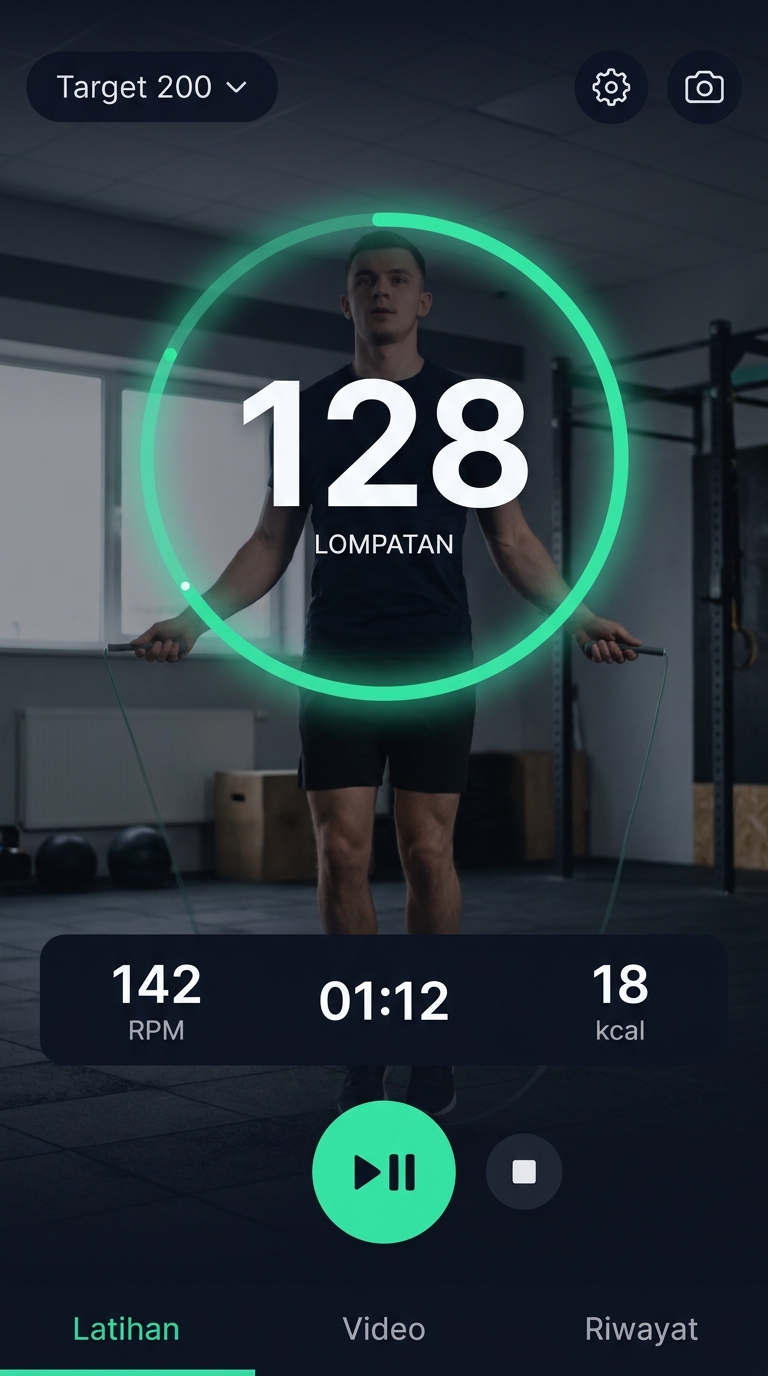 Target 200
128
LOMPATAN
142
RPM
01:12
18
kcal
Latihan
Video
Riwayat